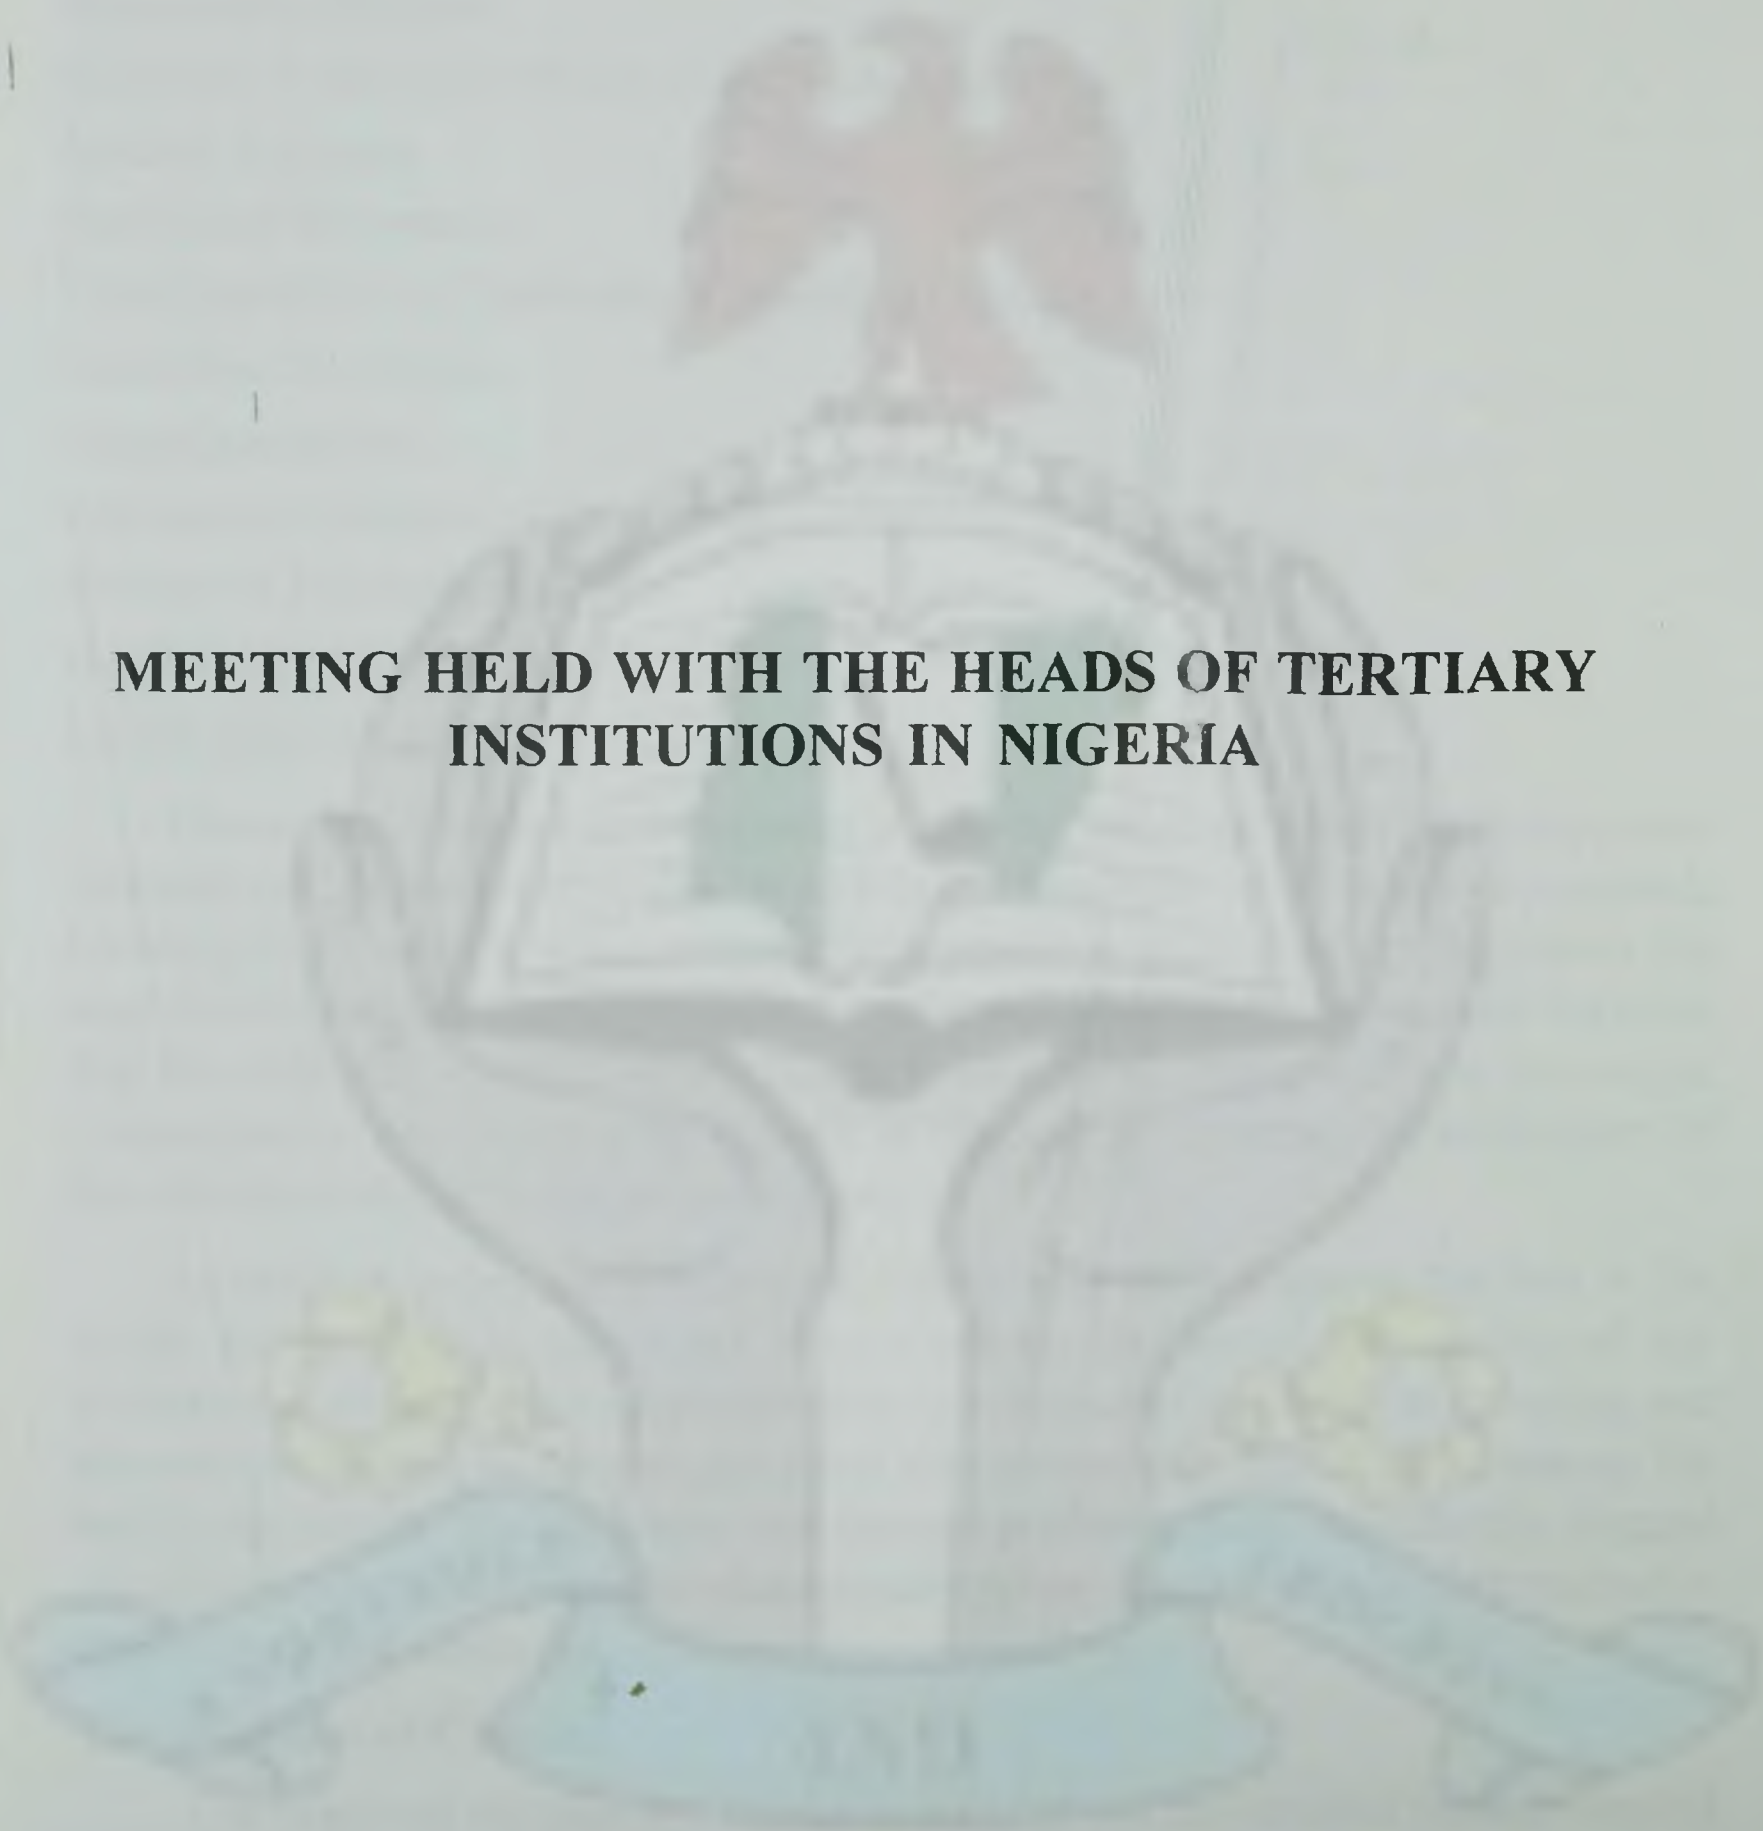 MEETING HELD WITH THE HEADS OF TERTIARY
INSTITUTIONS IN NIGERIA